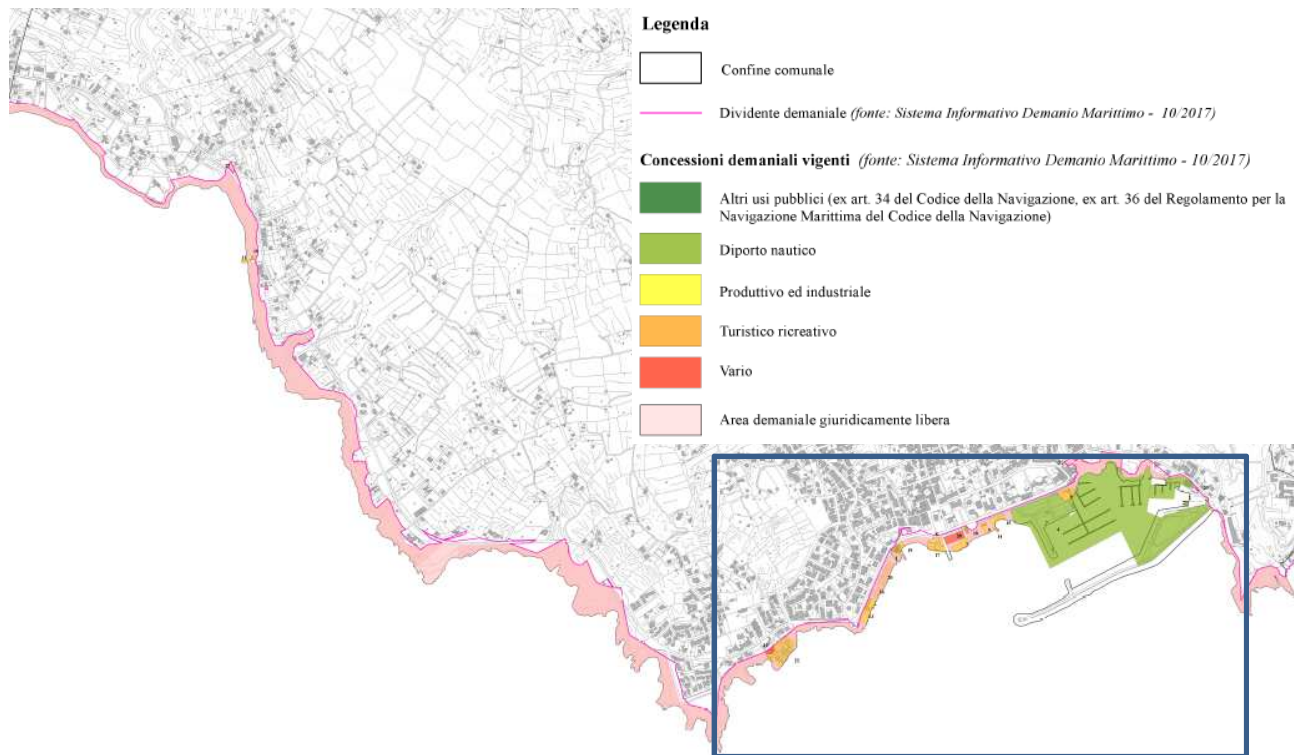 Legenda
Confine comunale
Dividente demaniale (fonte: Sistema Informativo Demanio Marittimo - 10/2017)
Concessioni demaniali vigenti (fonte: Sistema Informativo Demanio Marittimo - 10/2017)
Altri usi pubblici (ex art. 34 del Codice della Navigazione, ex art. 36 del Regolamento per la
Navigazione Marittima del Codice della Navigazione)
Diporto nautico
Produttivo ed industriale
Turistico ricreativo
Vario
Area demaniale giuridicamente libera